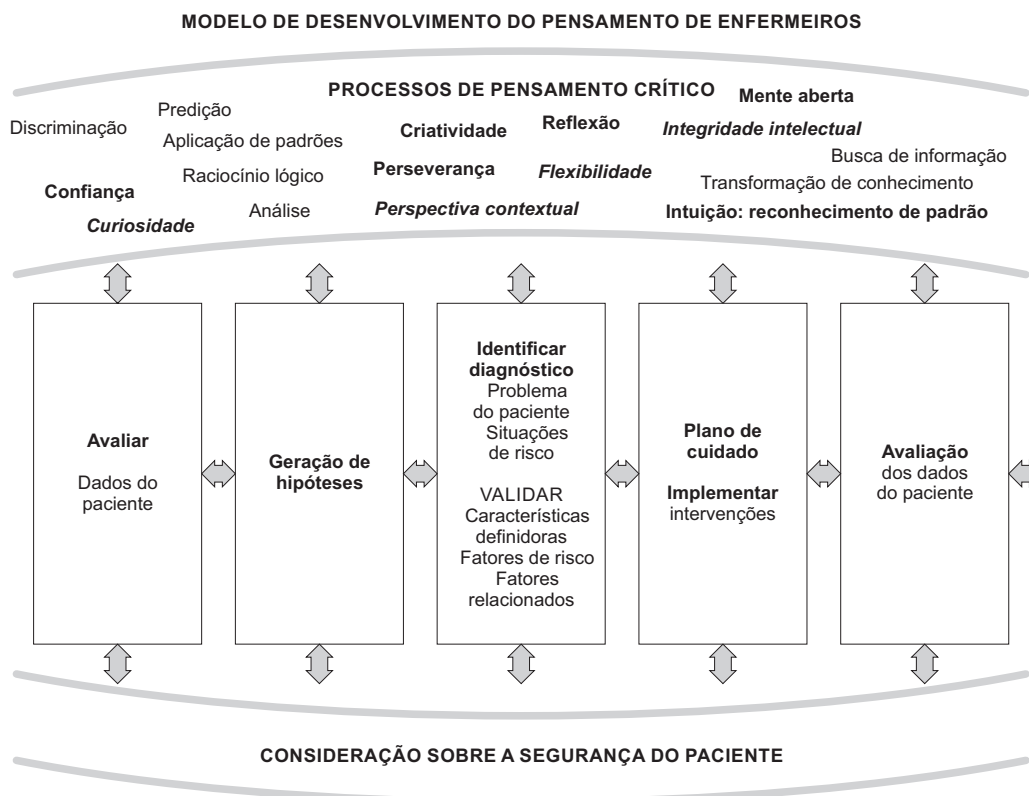 MODELO DE DESENVOLVIMENTO DO PENSAMENTO DE ENFERMEIROS
PROCESSOS DE PENSAMENTO CRÍTICO
Discriminação
Predição
Aplicação de padrões
Raciocínio lógico
Confiança
Curiosidade
Análise
Criatividade
Reflexão
Perseverança
Flexibilidade
Perspectiva contextual
Mente aberta
Integridade intelectual
Busca de informação
Transformação de conhecimento
Intuição: reconhecimento de padrão
Avaliar
Dados do
paciente
Geração de
hipóteses
Identificar
diagnóstico
Problema
do paciente
Situações
de risco
VALIDAR
Características
definidoras
Fatores de risco
Fatores
relacionados
Plano de
cuidado
Implementar
intervenções
Avaliação
dos dados
do paciente
CONSIDERAÇÃO SOBRE A SEGURANÇA DO PACIENTE